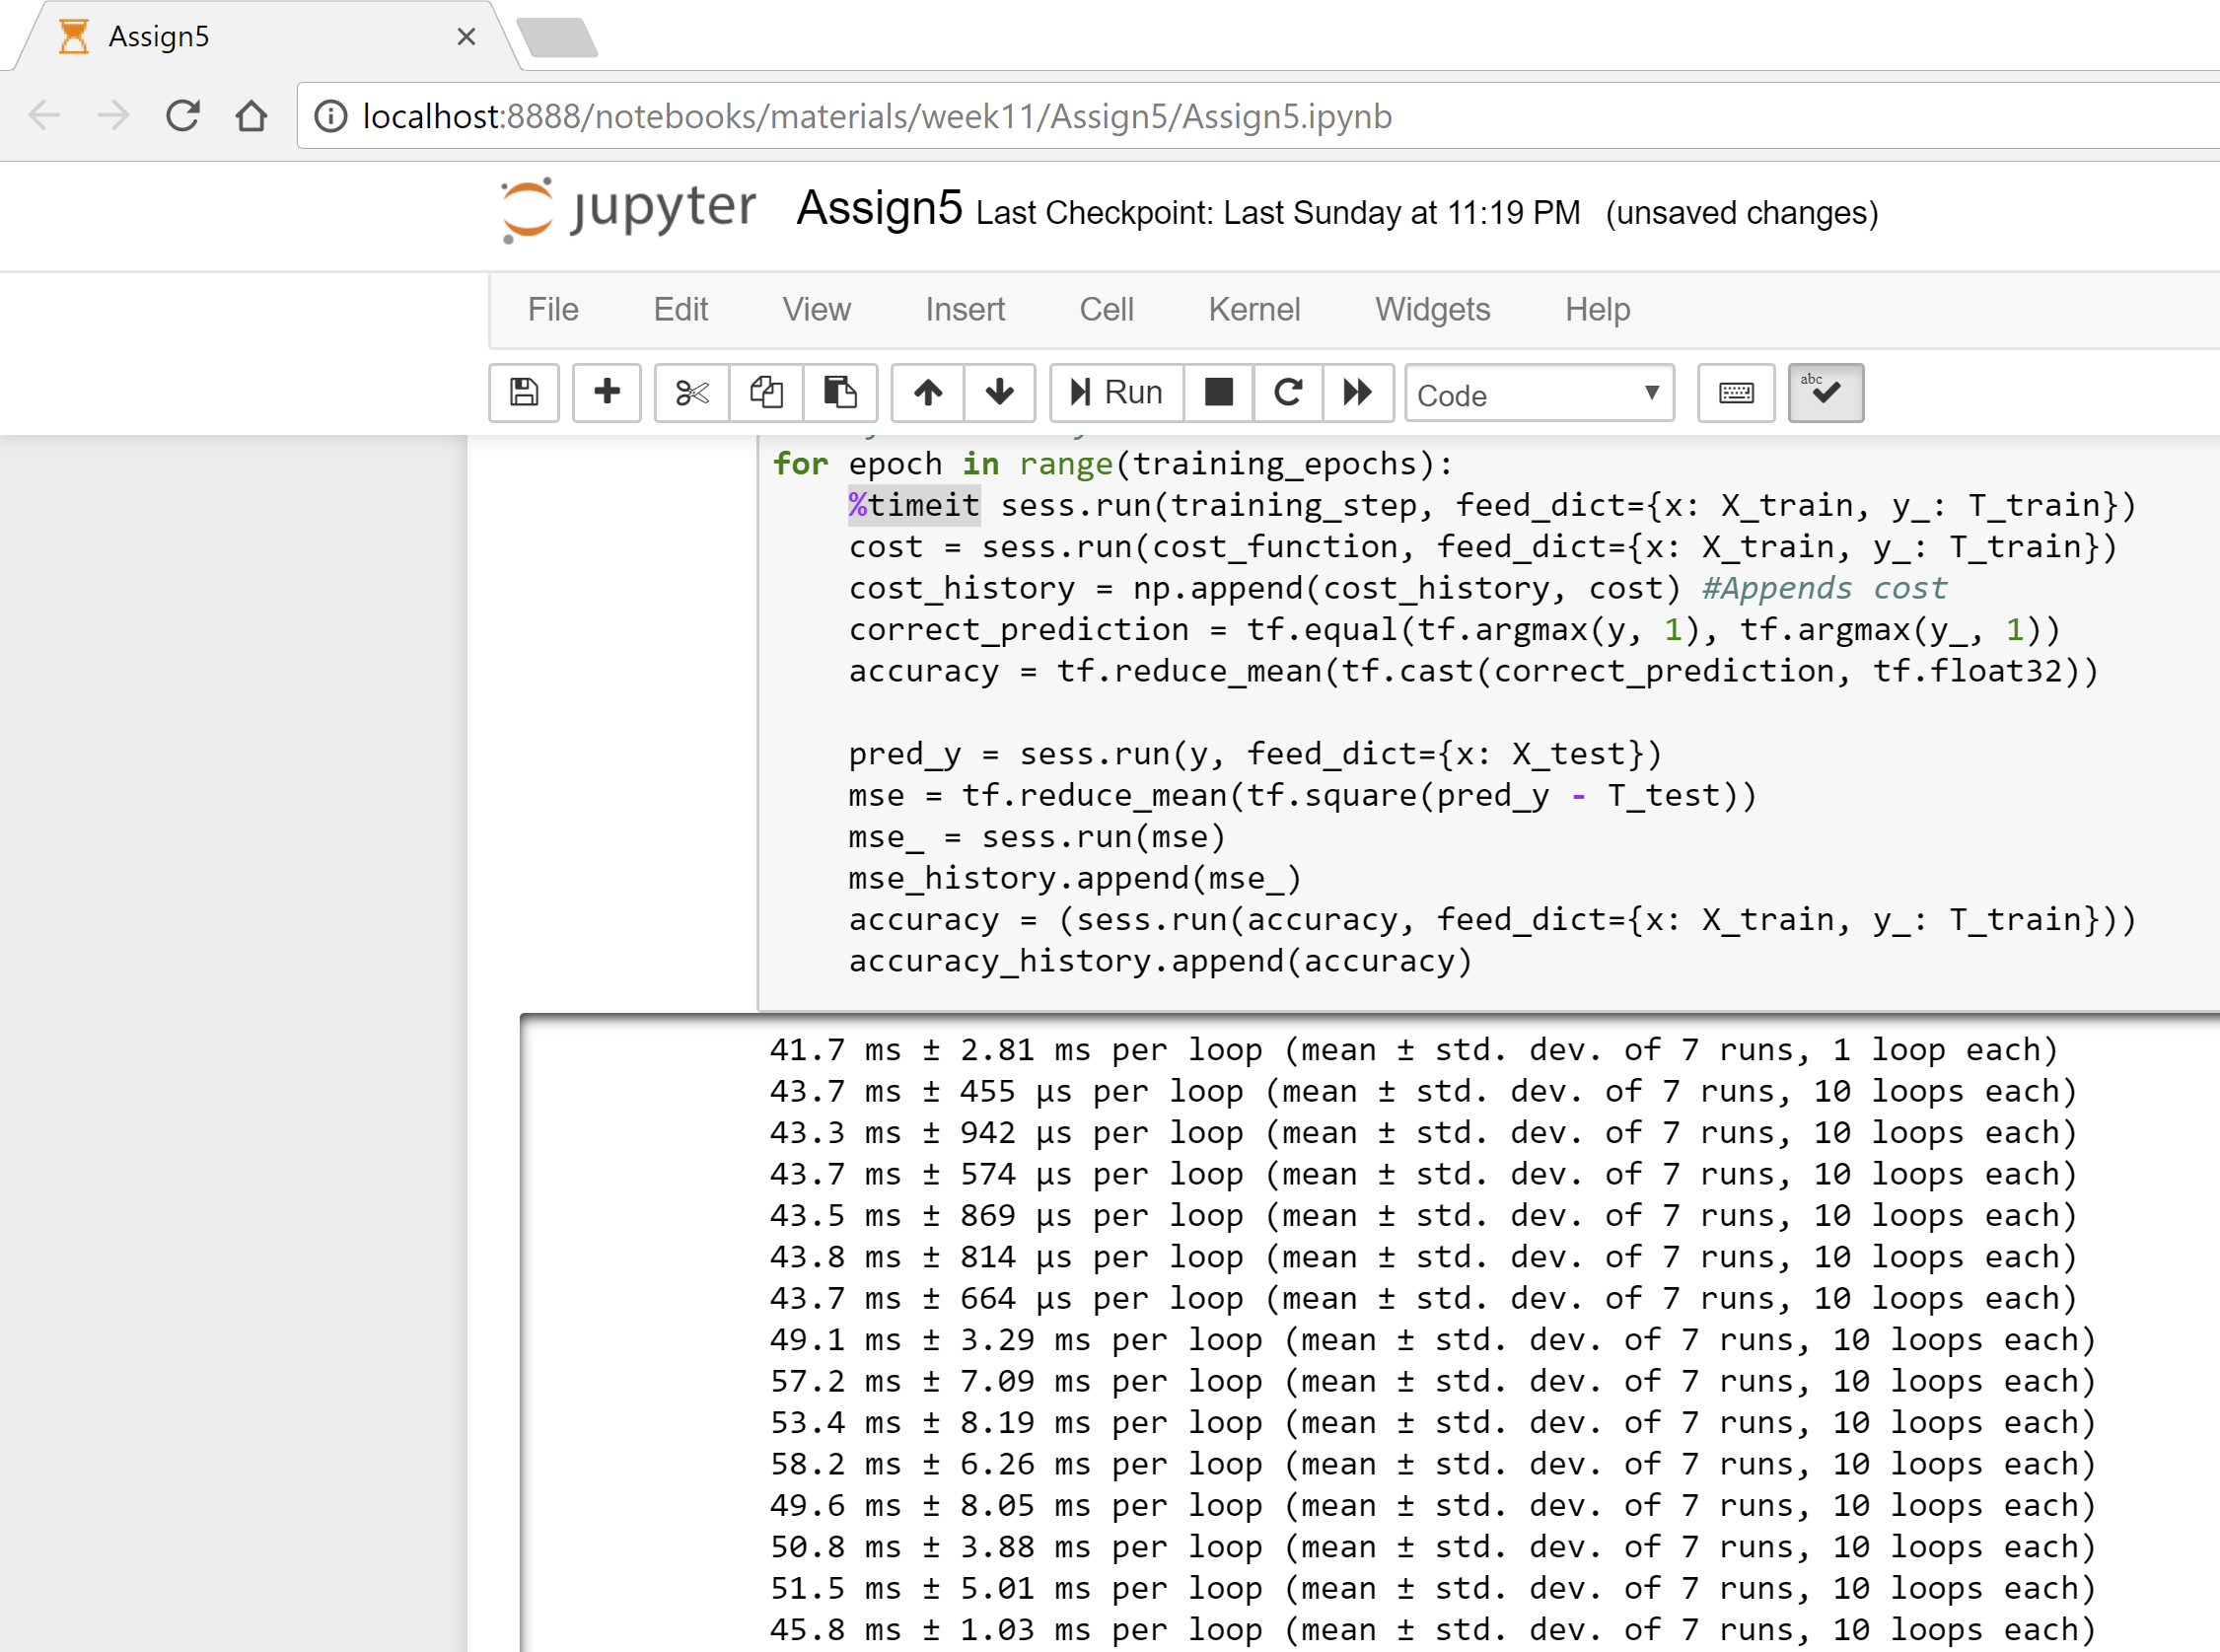 Assign5
localhost:8888/notebooks/materials/week11/Assign5/Assign5.ipynb
jupyter Assign5 Last Checkpoint: Last Sunday at 11:19 PM (unsaved changes)
File Edit View Insert Cell Kernel Widgets Help
Run Code abc
for epoch in range(training_epochs):
    %timeit sess.run(training_step, feed_dict={x: X_train, y_: T_train})
    cost = sess.run(cost_function, feed_dict={x: X_train, y_: T_train})
    cost_history = np.append(cost_history, cost) #Appends cost
    correct_prediction = tf.equal(tf.argmax(y, 1), tf.argmax(y_, 1))
    accuracy = tf.reduce_mean(tf.cast(correct_prediction, tf.float32))
    pred_y = sess.run(y, feed_dict={x: X_test})
    mse = tf.reduce_mean(tf.square(pred_y - T_test))
    mse_ = sess.run(mse)
    mse_history.append(mse_)
    accuracy = (sess.run(accuracy, feed_dict={x: X_train, y_: T_train}))
    accuracy_history.append(accuracy)
41.7 ms ± 2.81 ms per loop (mean ± std. dev. of 7 runs, 1 loop each)
43.7 ms ± 455 µs per loop (mean ± std. dev. of 7 runs, 10 loops each)
43.3 ms ± 942 µs per loop (mean ± std. dev. of 7 runs, 10 loops each)
43.7 ms ± 574 µs per loop (mean ± std. dev. of 7 runs, 10 loops each)
43.5 ms ± 869 µs per loop (mean ± std. dev. of 7 runs, 10 loops each)
43.8 ms ± 814 µs per loop (mean ± std. dev. of 7 runs, 10 loops each)
43.7 ms ± 664 µs per loop (mean ± std. dev. of 7 runs, 10 loops each)
49.1 ms ± 3.29 ms per loop (mean ± std. dev. of 7 runs, 10 loops each)
57.2 ms ± 7.09 ms per loop (mean ± std. dev. of 7 runs, 10 loops each)
53.4 ms ± 8.19 ms per loop (mean ± std. dev. of 7 runs, 10 loops each)
58.2 ms ± 6.26 ms per loop (mean ± std. dev. of 7 runs, 10 loops each)
49.6 ms ± 8.05 ms per loop (mean ± std. dev. of 7 runs, 10 loops each)
50.8 ms ± 3.88 ms per loop (mean ± std. dev. of 7 runs, 10 loops each)
51.5 ms ± 5.01 ms per loop (mean ± std. dev. of 7 runs, 10 loops each)
45.8 ms ± 1.03 ms per loop (mean ± std. dev. of 7 runs, 10 loops each)